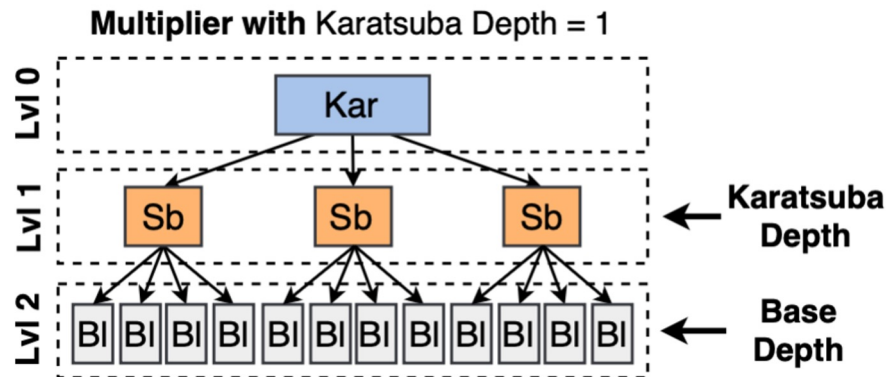 Multiplier with Karatsuba Depth = 1
Lvl 0
Kar
Lvl 1
Sb Sb Sb
Karatsuba
Depth
Lvl 2
Bl Bl Bl Bl Bl Bl Bl Bl Bl Bl Bl Bl
Base
Depth